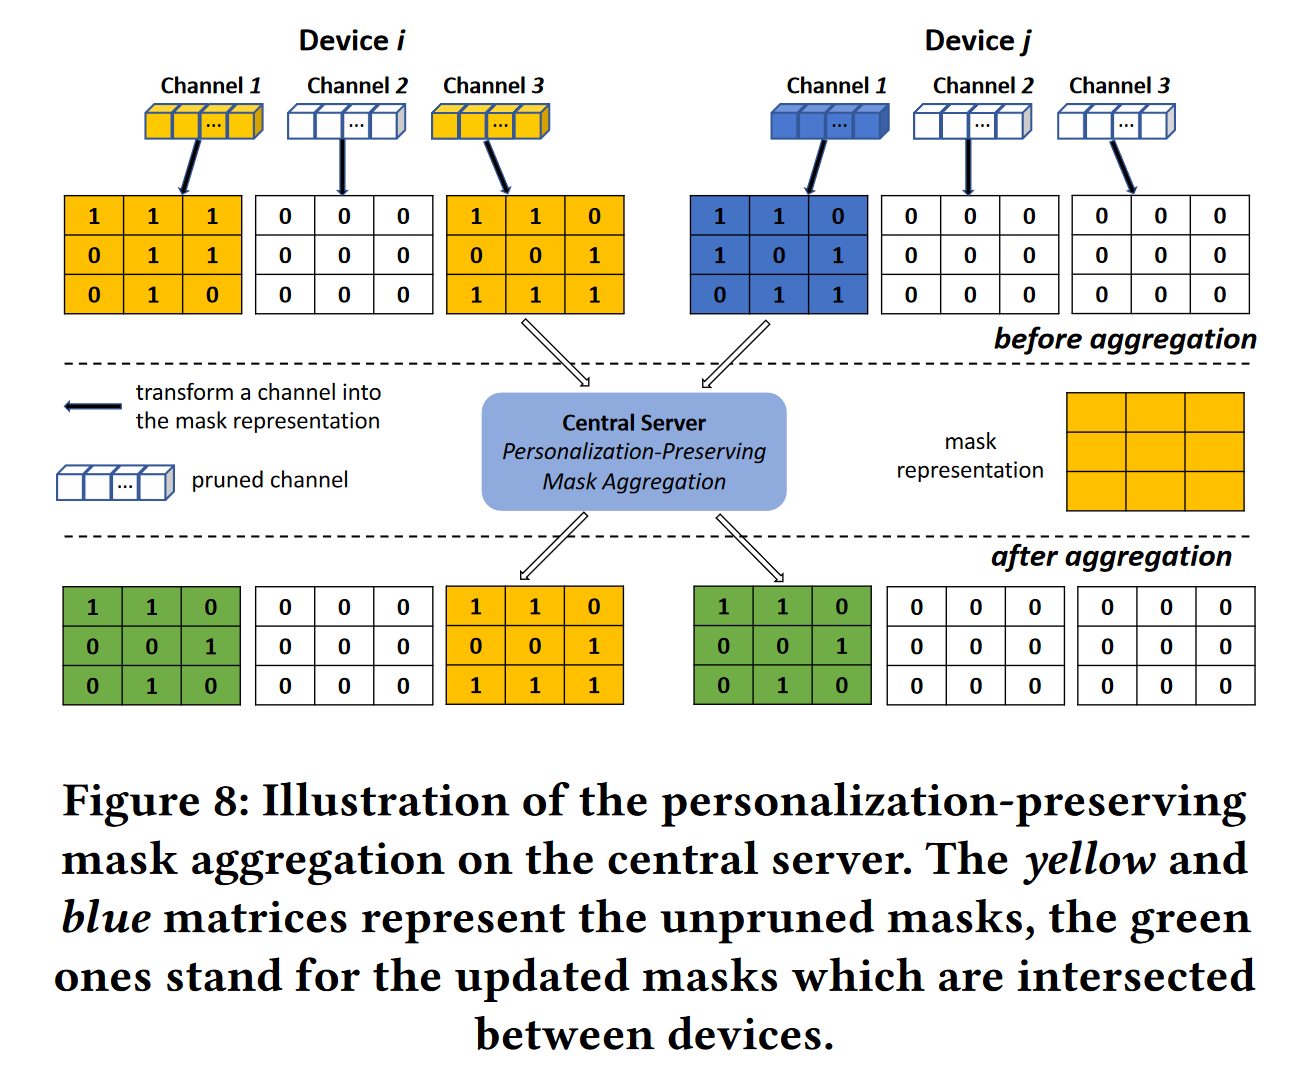 Device i Device j
Channel 1 Channel 2 Channel 3 Channel 1 Channel 2 Channel 3
... ... ... ... ... ...
1 1 1 0 0 0 1 1 0 1 1 0 0 0 0 0 0 0
0 1 1 0 0 0 0 0 1 1 0 1 0 0 0 0 0 0
0 1 0 0 0 0 1 1 1 0 1 1 0 0 0 0 0 0
before aggregation
transform a channel into
the mask representation
... pruned channel
Central Server
Personalization-Preserving
Mask Aggregation
mask
representation
after aggregation
1 1 0 0 0 0 1 1 0 1 1 0 0 0 0 0 0 0
0 0 1 0 0 0 0 0 1 0 0 1 0 0 0 0 0 0
0 1 0 0 0 0 1 1 1 0 1 0 0 0 0 0 0 0
Figure 8: Illustration of the personalization-preserving
mask aggregation on the central server. The yellow and
blue matrices represent the unpruned masks, the green
ones stand for the updated masks which are intersected
between devices.